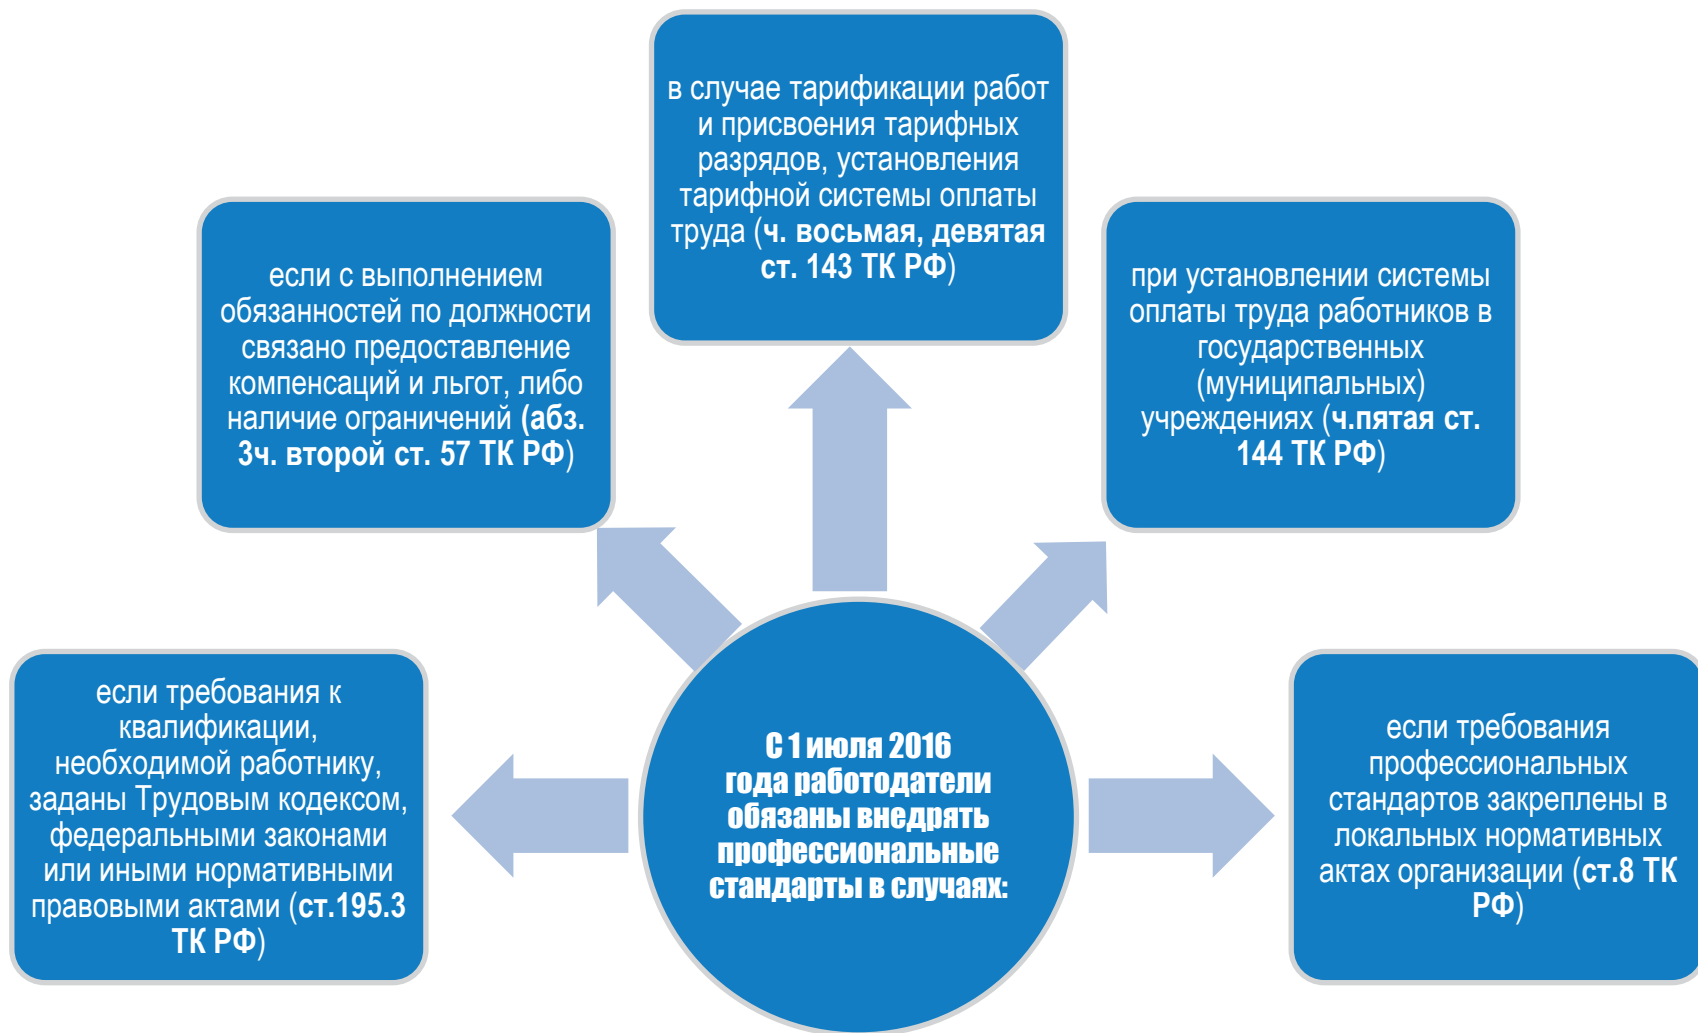 в случае тарификации работ
и присвоения тарифных
разрядов, установления
тарифной системы оплаты
труда (ч. восьмая, девятая
ст. 143 ТК РФ)
если с выполнением
обязанностей по должности
связано предоставление
компенсаций и льгот, либо
наличие ограничений (абз.
3ч. второй ст. 57 ТК РФ)
при установлении системы
оплаты труда работников в
государственных
(муниципальных)
учреждениях (ч.пятая ст.
144 ТК РФ)
если требования к
квалификации,
необходимой работнику,
заданы Трудовым кодексом,
федеральными законами
или иными нормативными
правовыми актами (ст.195.3
ТК РФ)
С 1 июля 2016
года работодатели
обязаны внедрять
профессиональные
стандарты в случаях:
если требования
профессиональных
стандартов закреплены в
локальных нормативных
актах организации (ст.8 ТК
РФ)